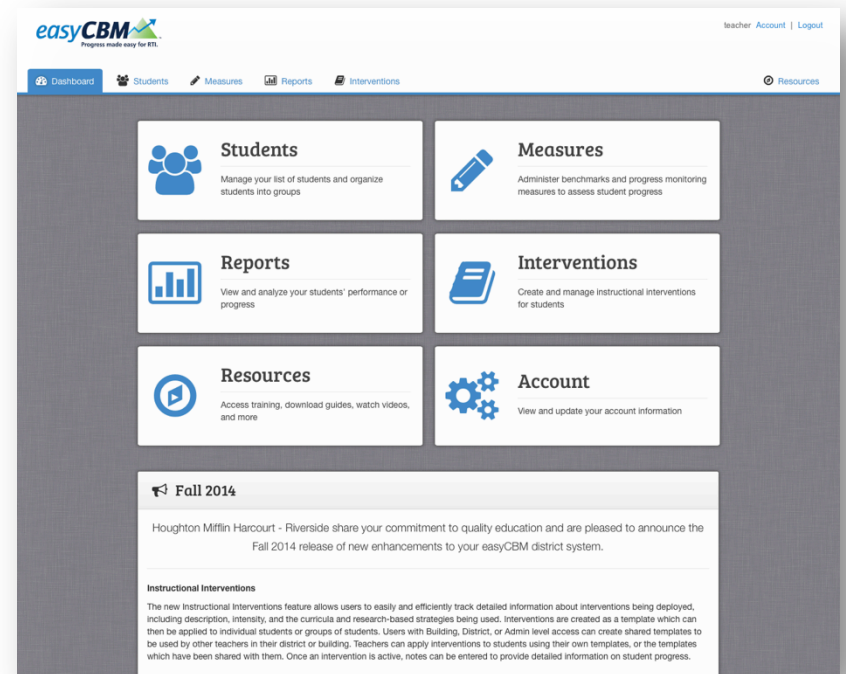 easyCBM
Progress made easy for RTI.
teacher Account | Logout
Dashboard Students Measures Reports Interventions Resources
Students
Manage your list of students and organize
students into groups
Measures
Administer benchmarks and progress monitoring
measures to assess student progress
Reports
View and analyze your students' performance or
progress
Interventions
Create and manage instructional interventions
for students
Resources
Access training, download guides, watch videos,
and more
Account
View and update your account information
Fall 2014
Houghton Mifflin Harcourt - Riverside share your commitment to quality education and are pleased to announce the
Fall 2014 release of new enhancements to your easyCBM district system.
Instructional Interventions
The new Instructional Interventions feature allows users to easily and efficiently track detailed information about interventions being deployed,
including description, intensity, and the curricula and research-based strategies being used. Interventions are created as a template which can
then be applied to individual students or groups of students. Users with Building, District, or Admin level access can create shared templates to
be used by other teachers in their district or building. Teachers can apply interventions to students using their own templates, or the templates
which have been shared with them. Once an intervention is active, notes can be entered to provide detailed information on student progress.